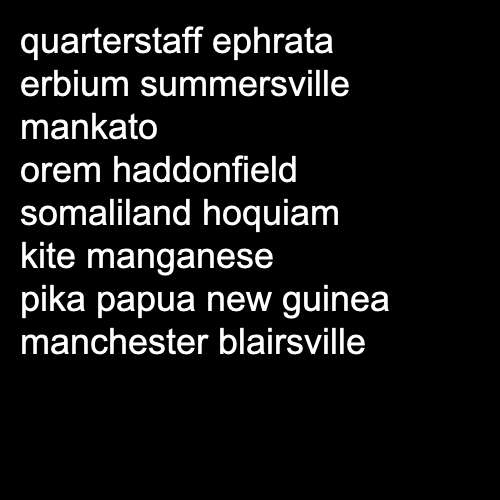 quarterstaff ephrata
erbium summersville
mankato
orem haddonfield
somaliland hoquiam
kite manganese
pika papua new guinea
manchester blairsville